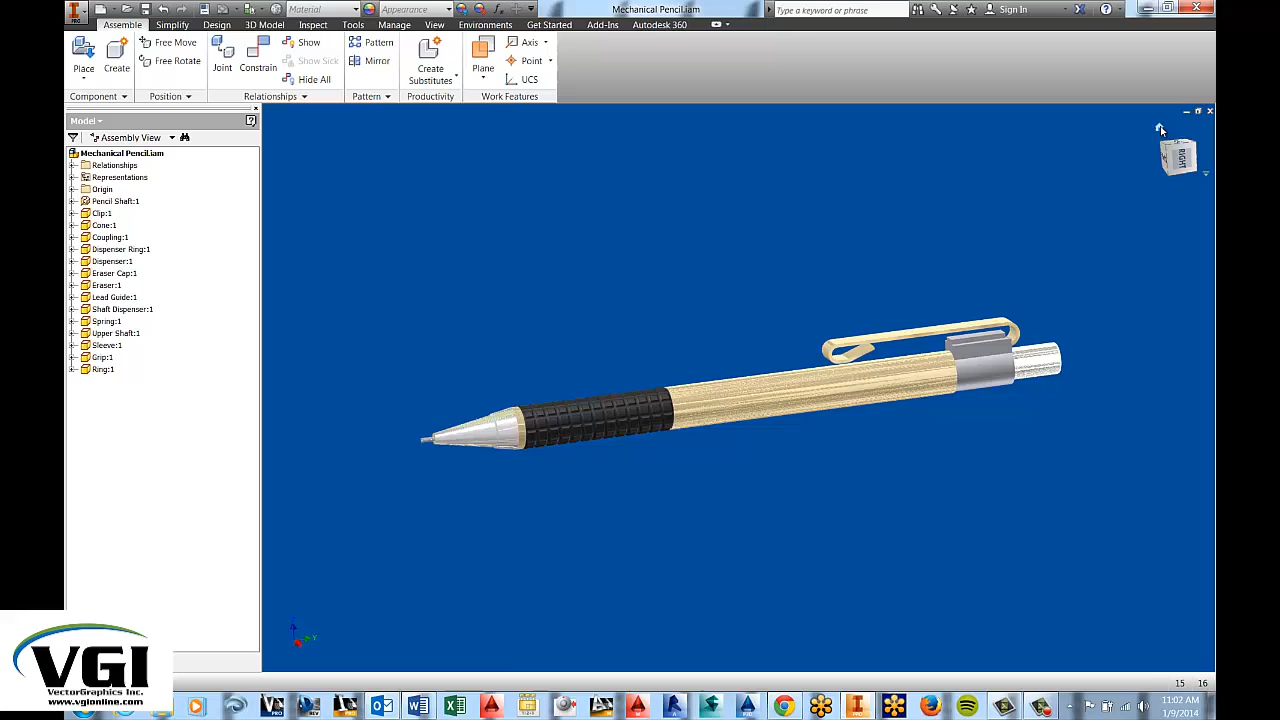 Material
Appearance
Mechanical Pencil.iam
Type a keyword or phrase
Sign In
PRO
Assemble Simplify Design 3D Model Inspect Tools Manage View Environments Get Started Add-Ins Autodesk 360
Place
Create
Free Move
Free Rotate
Joint
Constrain
Show
Show Sick
Hide All
Pattern
Mirror
Create
Substitutes
Plane
Axis
Point
UCS
Component
Position
Relationships
Pattern
Productivity
Work Features
Model
Assembly View
Mechanical Pencil.iam
Relationships
Representations
Origin
Pencil Shaft:1
Clip:1
Cone:1
Coupling:1
Dispenser Ring:1
Dispenser:1
Eraser Cap:1
Eraser:1
Lead Guide:1
Shaft Dispenser:1
Spring:1
Upper Shaft:1
Sleeve:1
Grip:1
Ring:1
RIGHT
Y
VGI
VectorGraphics Inc.
www.vgionline.com
15 16
11:02 AM
1/9/2014